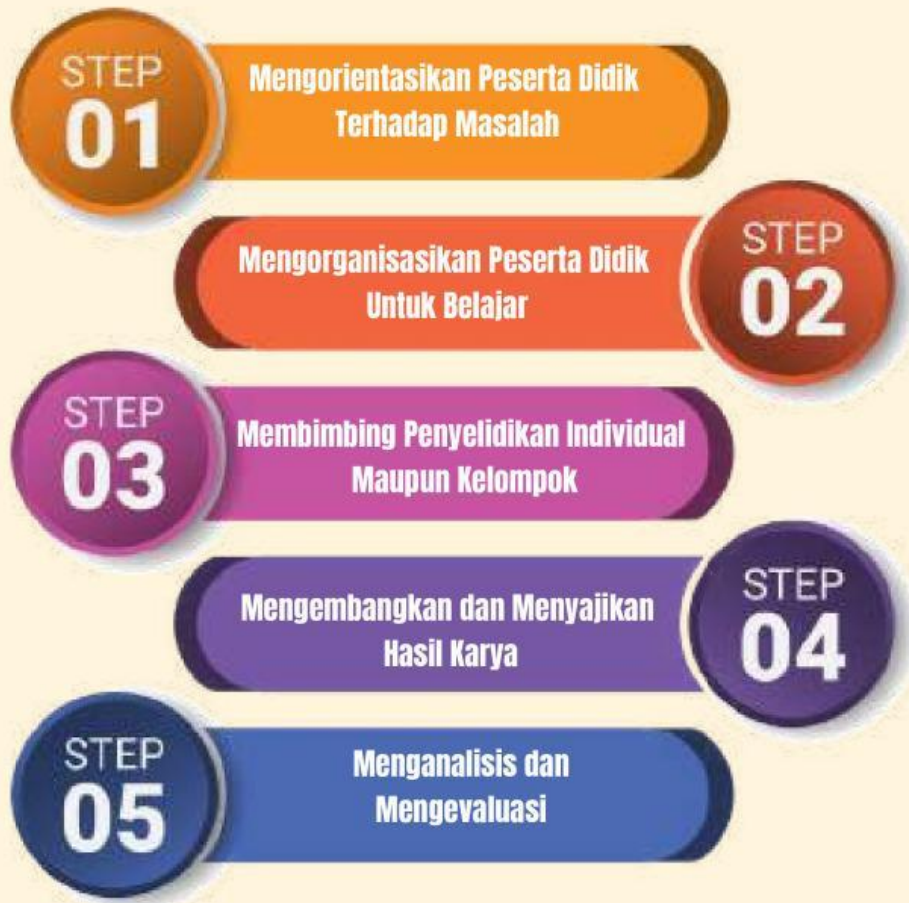 STEP
01
Mengorientasikan Peserta Didik
Terhadap Masalah
Mengorganisasikan Peserta Didik
Untuk Belajar
STEP
02
STEP
03
Membimbing Penyelidikan Individual
Maupun Kelompok
Mengembangkan dan Menyajikan
Hasil Karya
STEP
04
STEP
05
Menganalisis dan
Mengevaluasi